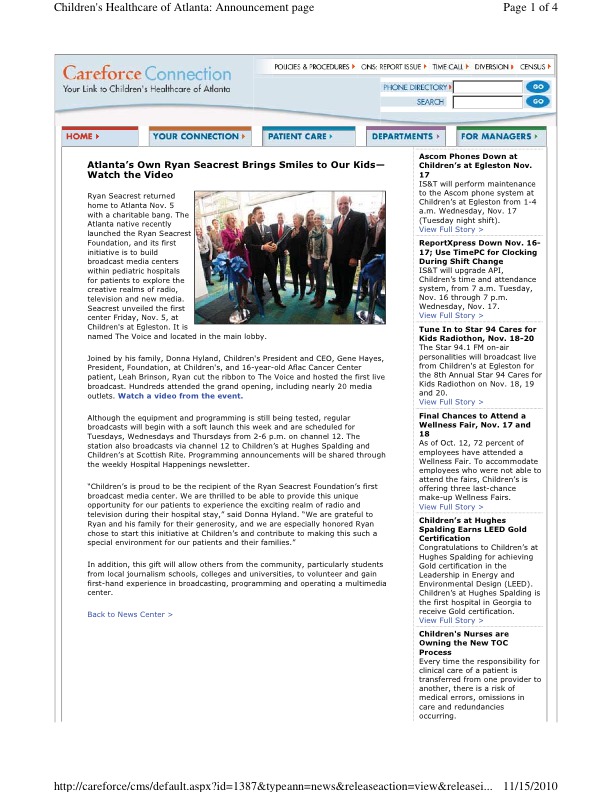 Children's Healthcare of Atlanta: Announcement page
Page 1 of 4
Careforce Connection
Your Link to Children's Healthcare of Atlanta
POLICIES & PROCEDURES
QNS: REPORT ISSUE
TIME CALL
DIVERSION
CENSUS
PHONE DIRECTORY
GO
SEARCH
GO
HOME
YOUR CONNECTION
PATIENT CARE
DEPARTMENTS
FOR MANAGERS
Atlanta’s Own Ryan Seacrest Brings Smiles to Our Kids—
Watch the Video
Ryan Seacrest returned
home to Atlanta Nov. 5
with a charitable bang. The
Atlanta native recently
launched the Ryan Seacrest
Foundation, and its first
initiative is to build
broadcast media centers
within pediatric hospitals
for patients to explore the
creative realms of radio,
television and new media.
Seacrest unveiled the first
center Friday, Nov. 5, at
Children's at Egleston. It is
named The Voice and located in the main lobby.
Joined by his family, Donna Hyland, Children's President and CEO, Gene Hayes,
President, Foundation, at Children's, and 16-year-old Aflac Cancer Center
patient, Leah Brinson, Ryan cut the ribbon to The Voice and hosted the first live
broadcast. Hundreds attended the grand opening, including nearly 20 media
outlets. Watch a video from the event.
Although the equipment and programming is still being tested, regular
broadcasts will begin with a soft launch this week and are scheduled for
Tuesdays, Wednesdays and Thursdays from 2-6 p.m. on channel 12. The
station also broadcasts via channel 12 to Children’s at Hughes Spalding and
Children’s at Scottish Rite. Programming announcements will be shared through
the weekly Hospital Happenings newsletter.
“Children’s is proud to be the recipient of the Ryan Seacrest Foundation’s first
broadcast media center. We are thrilled to be able to provide this unique
opportunity for our patients to experience the exciting realm of radio and
television during their hospital stay,” said Donna Hyland. “We are grateful to
Ryan and his family for their generosity, and we are especially honored Ryan
chose to start this initiative at Children’s and contribute to making this such a
special environment for our patients and their families.”
In addition, this gift will allow others from the community, particularly students
from local journalism schools, colleges and universities, to volunteer and gain
first-hand experience in broadcasting, programming and operating a multimedia
center.
Back to News Center >
Ascom Phones Down at
Children’s at Egleston Nov.
17
IS&T will perform maintenance
to the Ascom phone system at
Children’s at Egleston from 1-4
a.m. Wednesday, Nov. 17
(Tuesday night shift).
View Full Story >
ReportXpress Down Nov. 16-
17; Use TimePC for Clocking
During Shift Change
IS&T will upgrade API,
Children’s time and attendance
system, from 7 a.m. Tuesday,
Nov. 16 through 7 p.m.
Wednesday, Nov. 17.
View Full Story >
Tune In to Star 94 Cares for
Kids Radiothon, Nov. 18-20
The Star 94.1 FM on-air
personalities will broadcast live
from Children’s at Egleston for
the 8th Annual Star 94 Cares for
Kids Radiothon on Nov. 18, 19
and 20.
View Full Story >
Final Chances to Attend a
Wellness Fair, Nov. 17 and
18
As of Oct. 12, 72 percent of
employees have attended a
Wellness Fair. To accommodate
employees who were not able to
attend the fairs, Children’s is
offering three last-chance
make-up Wellness Fairs.
View Full Story >
Children’s at Hughes
Spalding Earns LEED Gold
Certification
Congratulations to Children’s at
Hughes Spalding for achieving
Gold certification in the
Leadership in Energy and
Environmental Design (LEED).
Children’s at Hughes Spalding is
the first hospital in Georgia to
receive Gold certification.
View Full Story >
Children’s Nurses are
Owning the New TOC
Process
Every time the responsibility for
clinical care of a patient is
transferred from one provider to
another, there is a risk of
medical errors, omissions in
care and redundancies
occurring.
http://careforce/cms/default.aspx?id=1387&typeann=news&releaseaction=view&releasei...
11/15/2010